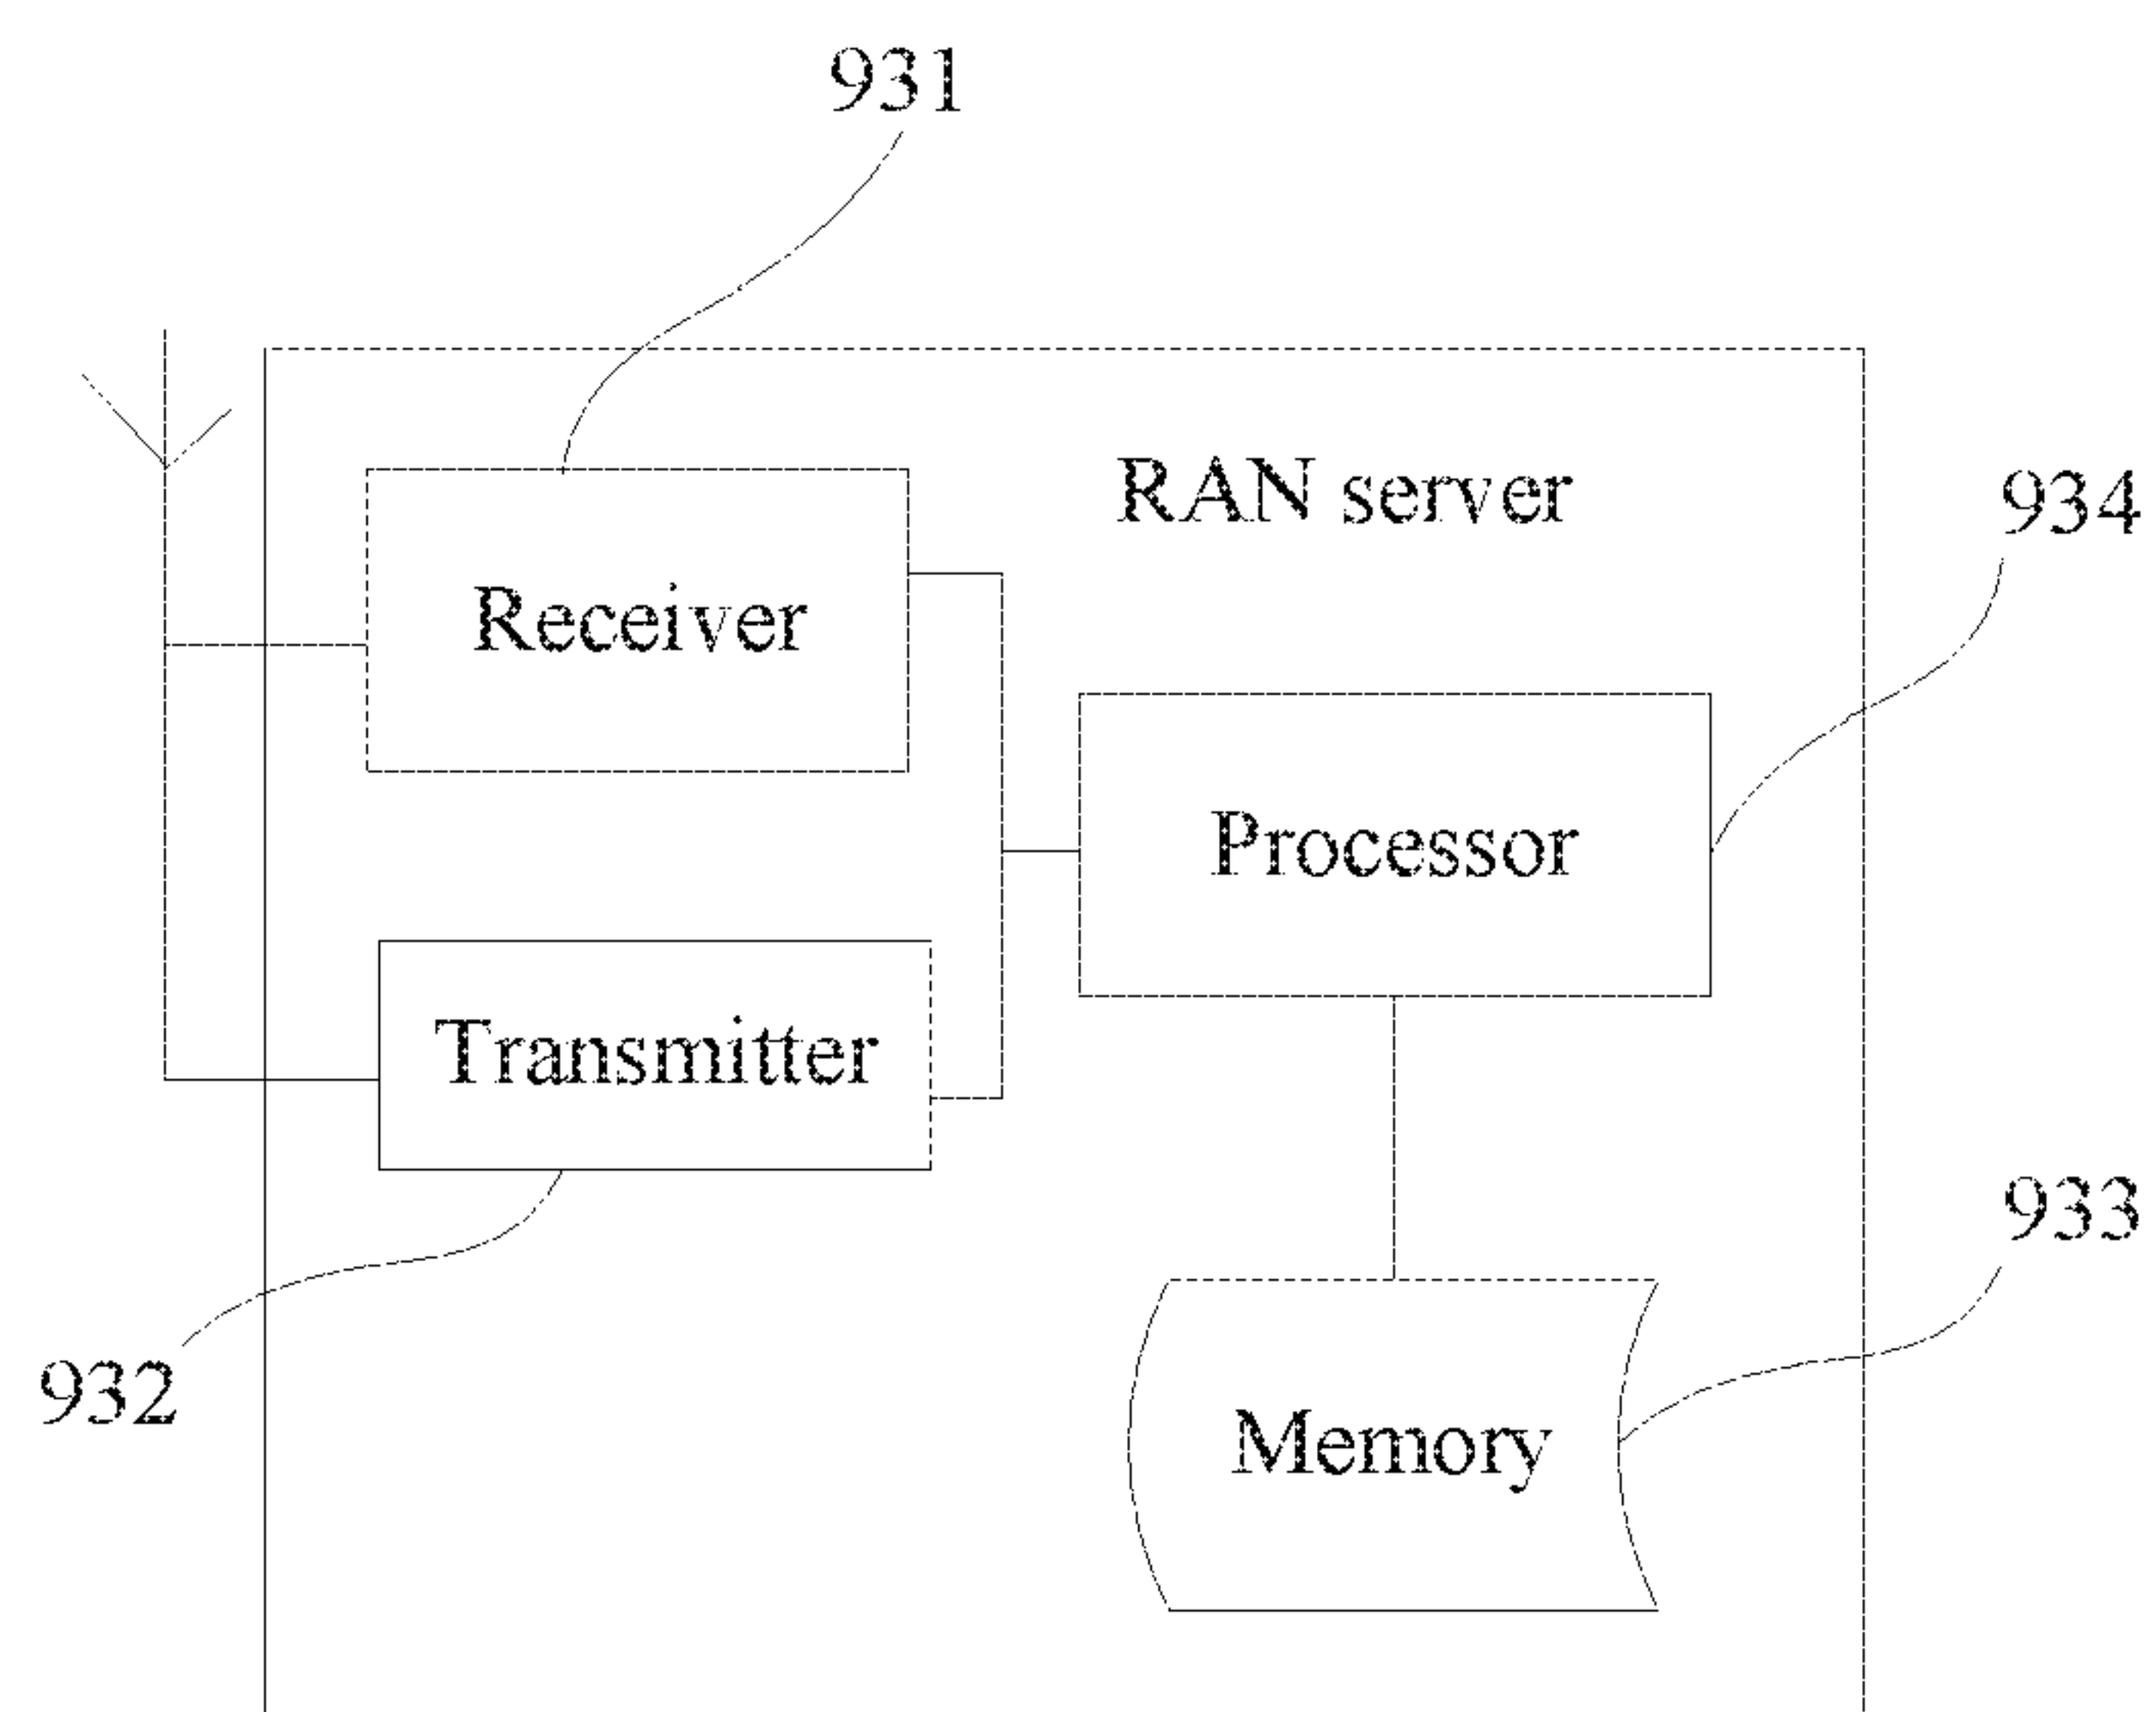 931
RAN server
934
Receiver
Processor
Transmitter
933
932
Memory